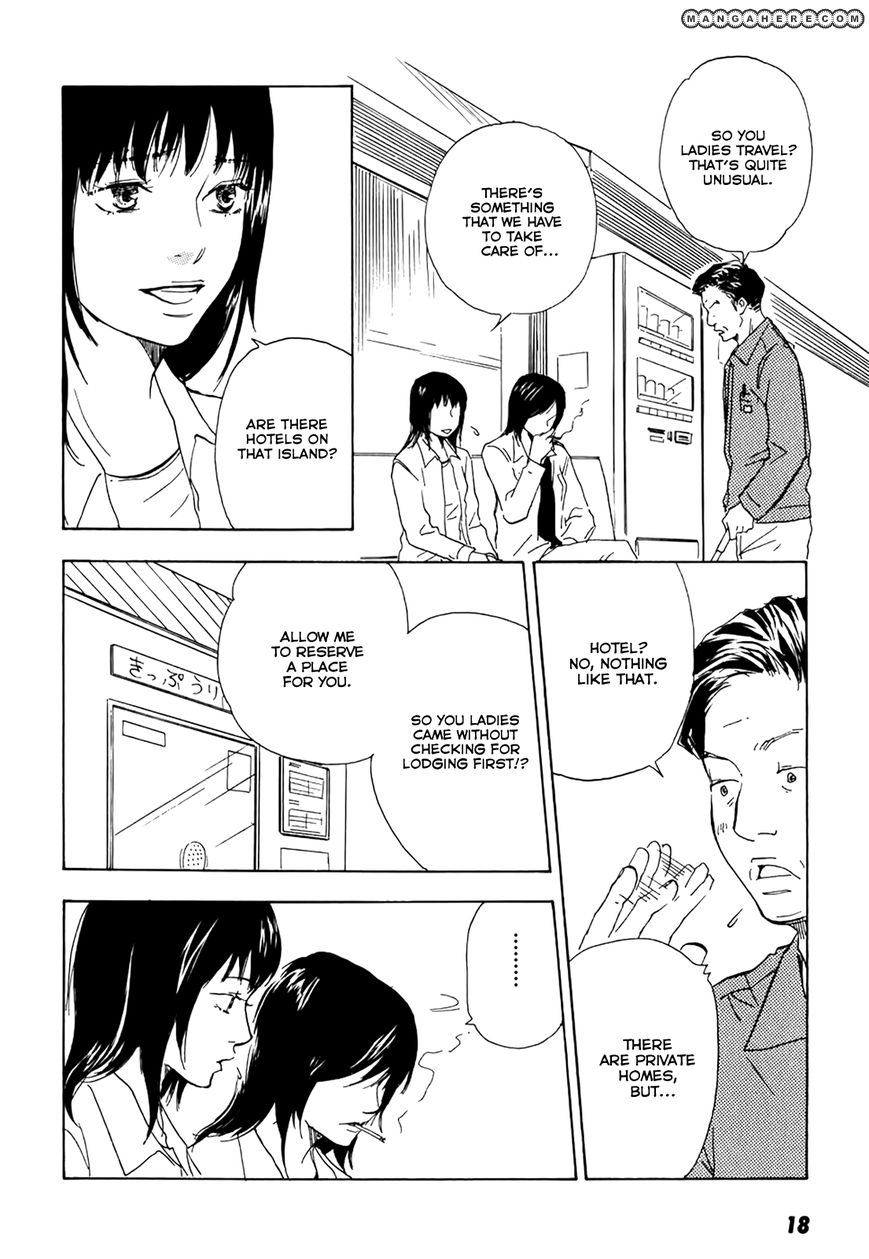 MANGAHERE.COM
SO YOU
LADIES TRAVEL?
THAT'S QUITE
UNUSUAL.
THERE'S
SOMETHING
THAT WE HAVE
TO TAKE
CARE OF...
ARE THERE
HOTELS ON
THAT ISLAND?
HOTEL?
NO, NOTHING
LIKE THAT.
THERE
ARE PRIVATE
HOMES,
BUT...
SO YOU LADIES
CAME WITHOUT
CHECKING FOR
LODGING FIRST!?
ALLOW ME
TO RESERVE
A PLACE
FOR YOU.
きっぷうり
.........
18